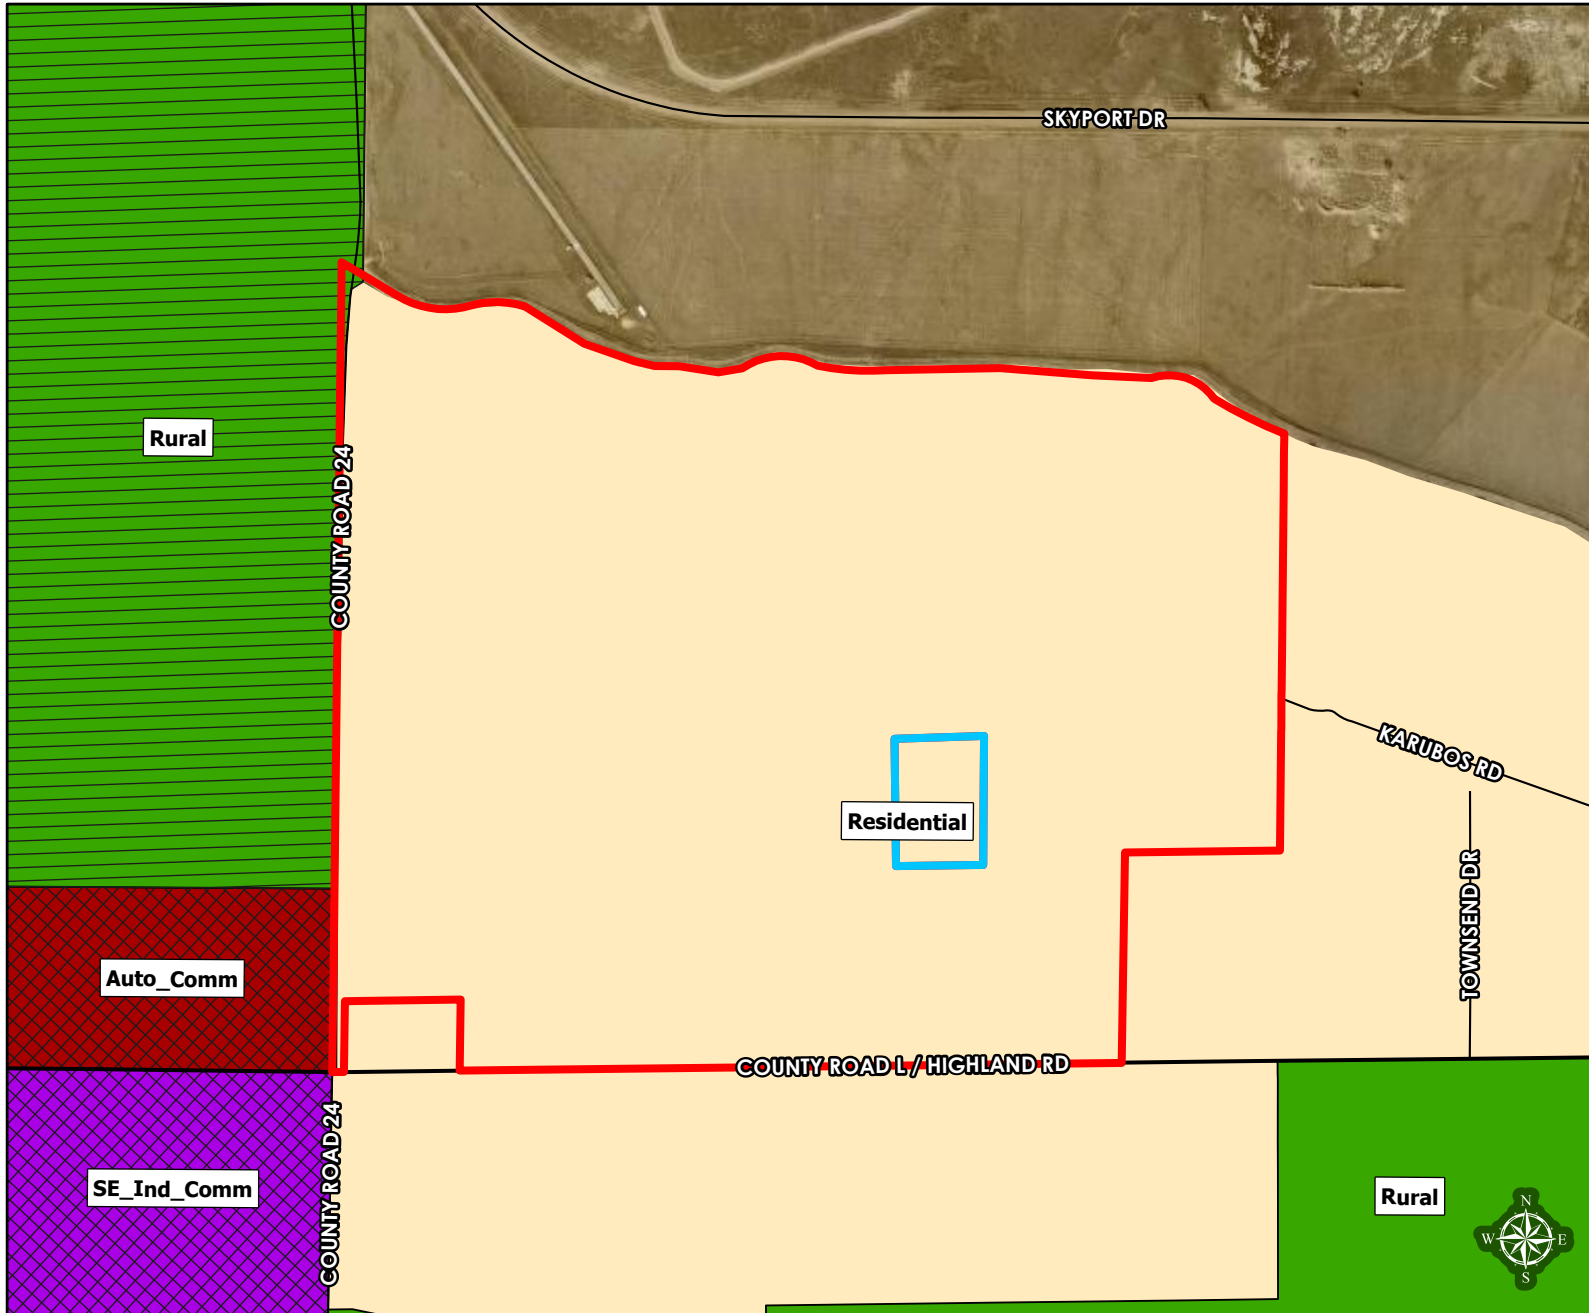 SKYPORT DR
Rural
COUNTY ROAD 24
KARUBOS RD
Residential
TOWNSEND DR
Auto_Comm
COUNTY ROAD L / HIGHLAND RD
COUNTY ROAD 24
SE_Ind_Comm
Rural
N
W E
S